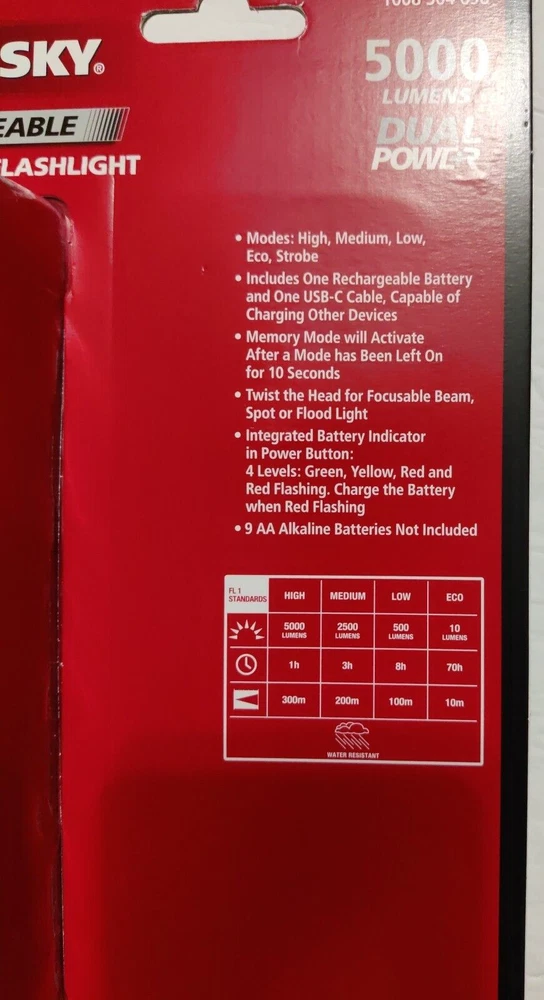 SKY®
EABLE
FLASHLIGHT
5000
LUMENS
DUAL
POWER
• Modes: High, Medium, Low,
Eco, Strobe
• Includes One Rechargeable Battery
and One USB-C Cable, Capable of
Charging Other Devices
• Memory Mode will Activate
After a Mode has Been Left On
for 10 Seconds
• Twist the Head for Focusable Beam,
Spot or Flood Light
• Integrated Battery Indicator
in Power Button:
4 Levels: Green, Yellow, Red and
Red Flashing. Charge the Battery
when Red Flashing
• 9 AA Alkaline Batteries Not Included
FL 1
STANDARDS
HIGH MEDIUM LOW ECO
5000 2500 500 10
LUMENS LUMENS LUMENS LUMENS
1h 3h 8h 70h
300m 200m 100m 10m
WATER RESISTANT